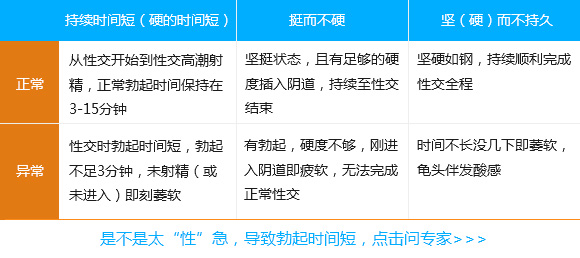 持续时间短（硬的时间短）
挺而不硬
坚（硬）而不持久
正常
从性交开始到性交高潮射
精，正常勃起时间保持在
3-15分钟
坚挺状态，且有足够的硬
度插入阴道，持续至性交
结束
坚硬如钢，持续顺利完成
性交全程
异常
性交时勃起时间短，勃起
不足3分钟，未射精（或
未进入）即刻萎软
有勃起，硬度不够，刚进
入阴道即疲软，无法完成
正常性交
时间不长没几下即萎软，
龟头伴发酸感
是不是太“性”急，导致勃起时间短，点击问专家>>>